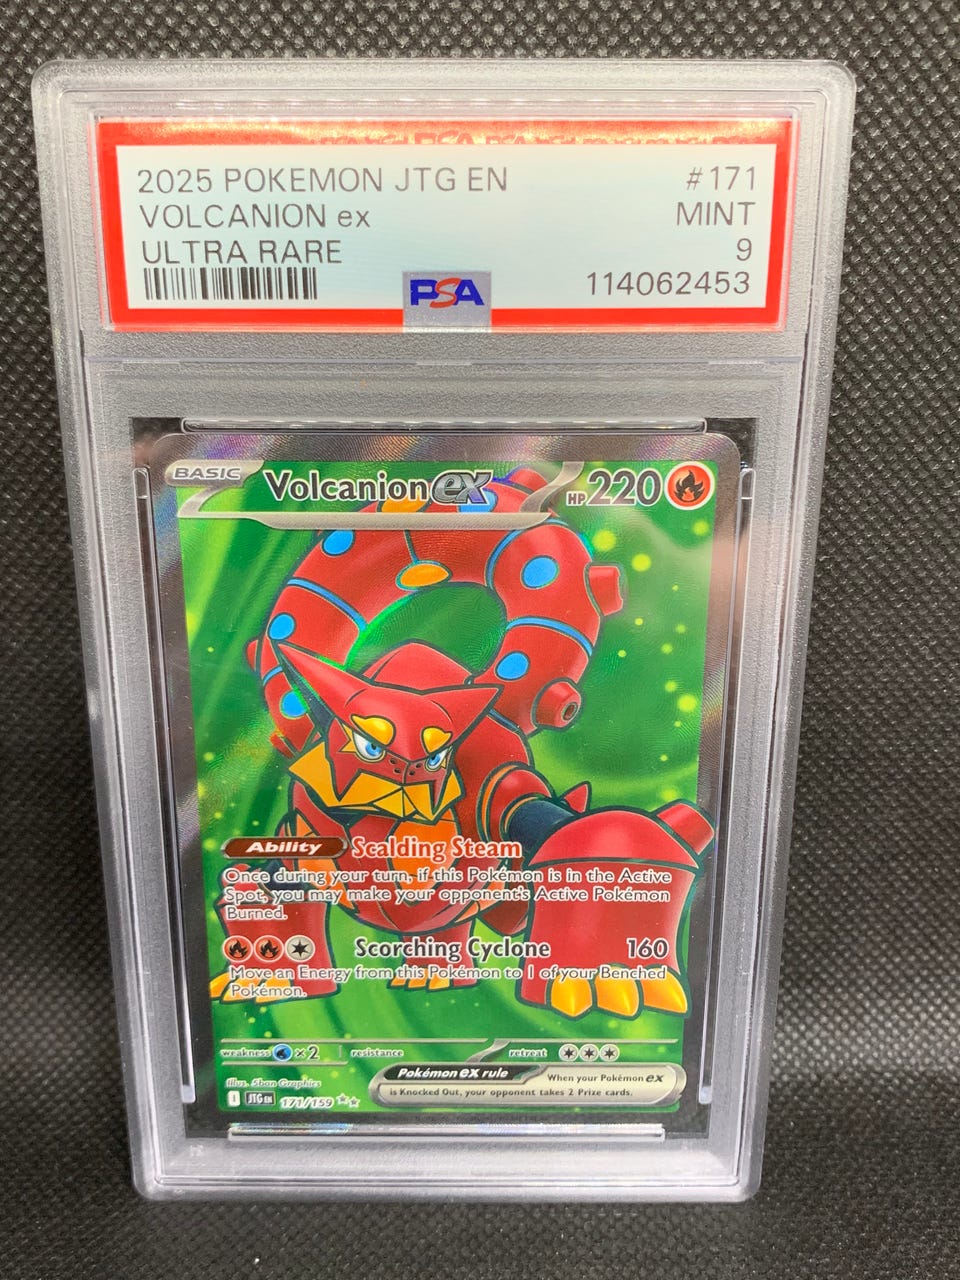 2025 POKEMON JTG EN #171
VOLCANION ex MINT
ULTRA RARE 9
PSA 114062453
BASIC Volcanion ex HP 220
Ability Scalding Steam
Once during your turn, if this Pokémon is in the Active
Spot, you may make your opponent's Active Pokémon
Burned.
Scorching Cyclone 160
Move an Energy from this Pokémon to 1 of your Benched
Pokémon.
weakness ×2 resistance retreat
Illus. Shan Graphics
Pokémon ex rule When your Pokémon ex
is Knocked Out, your opponent takes 2 Prize cards.
I JTG EN 171/159